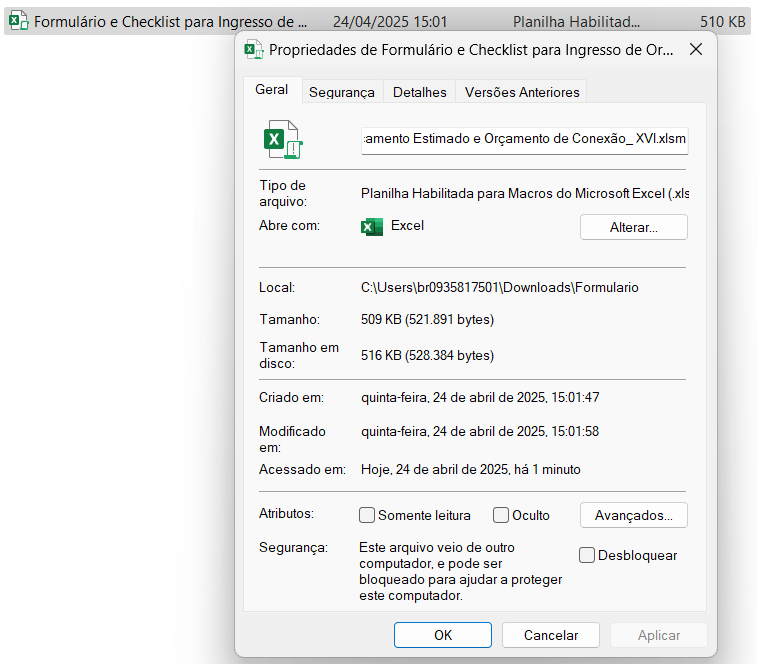 Formulário e Checklist para Ingresso de ... 24/04/2025 15:01 Planilha Habilitad... 510 KB
Propriedades de Formulário e Checklist para Ingresso de Or...
Geral Segurança Detalhes Versões Anteriores
amento Estimado e Orçamento de Conexão_ XVI.xlsm
Tipo de arquivo: Planilha Habilitada para Macros do Microsoft Excel (.xls
Abre com: Excel Alterar...
Local: C:\Users\br0935817501\Downloads\Formulario
Tamanho: 509 KB (521.891 bytes)
Tamanho em disco: 516 KB (528.384 bytes)
Criado em: quinta-feira, 24 de abril de 2025, 15:01:47
Modificado em: quinta-feira, 24 de abril de 2025, 15:01:58
Acessado em: Hoje, 24 de abril de 2025, há 1 minuto
Atributos: Somente leitura Oculto Avançados...
Segurança: Este arquivo veio de outro
computador, e pode ser
bloqueado para ajudar a proteger
este computador.
Desbloquear
OK Cancelar Aplicar